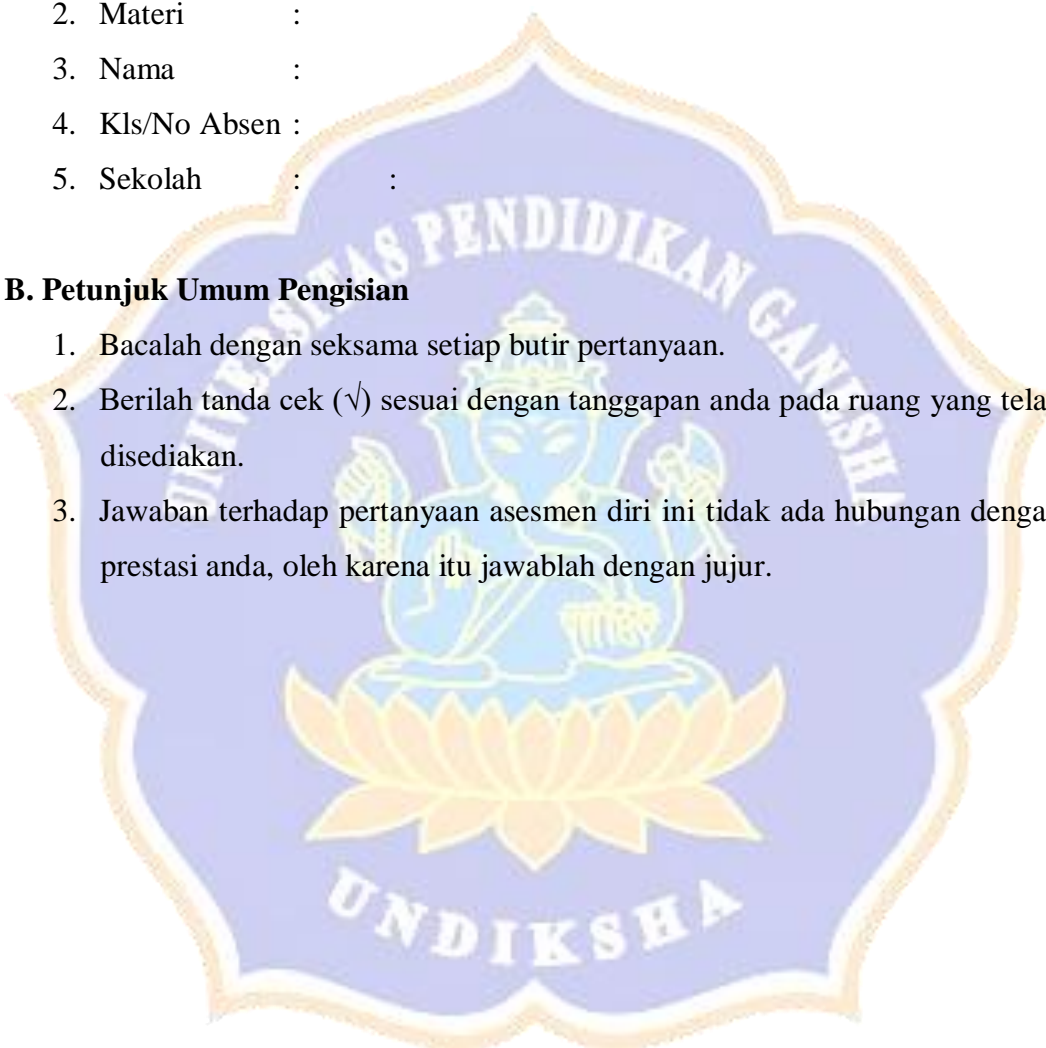 2. Materi :
3. Nama :
4. Kls/No Absen :
5. Sekolah : :
UNIVERSITAS PENDIDIKAN GANESHA
B. Petunjuk Umum Pengisian
1. Bacalah dengan seksama setiap butir pertanyaan.
2. Berilah tanda cek (√) sesuai dengan tanggapan anda pada ruang yang tela
disediakan.
3. Jawaban terhadap pertanyaan asesmen diri ini tidak ada hubungan denga
prestasi anda, oleh karena itu jawablah dengan jujur.
UNDIKSHA